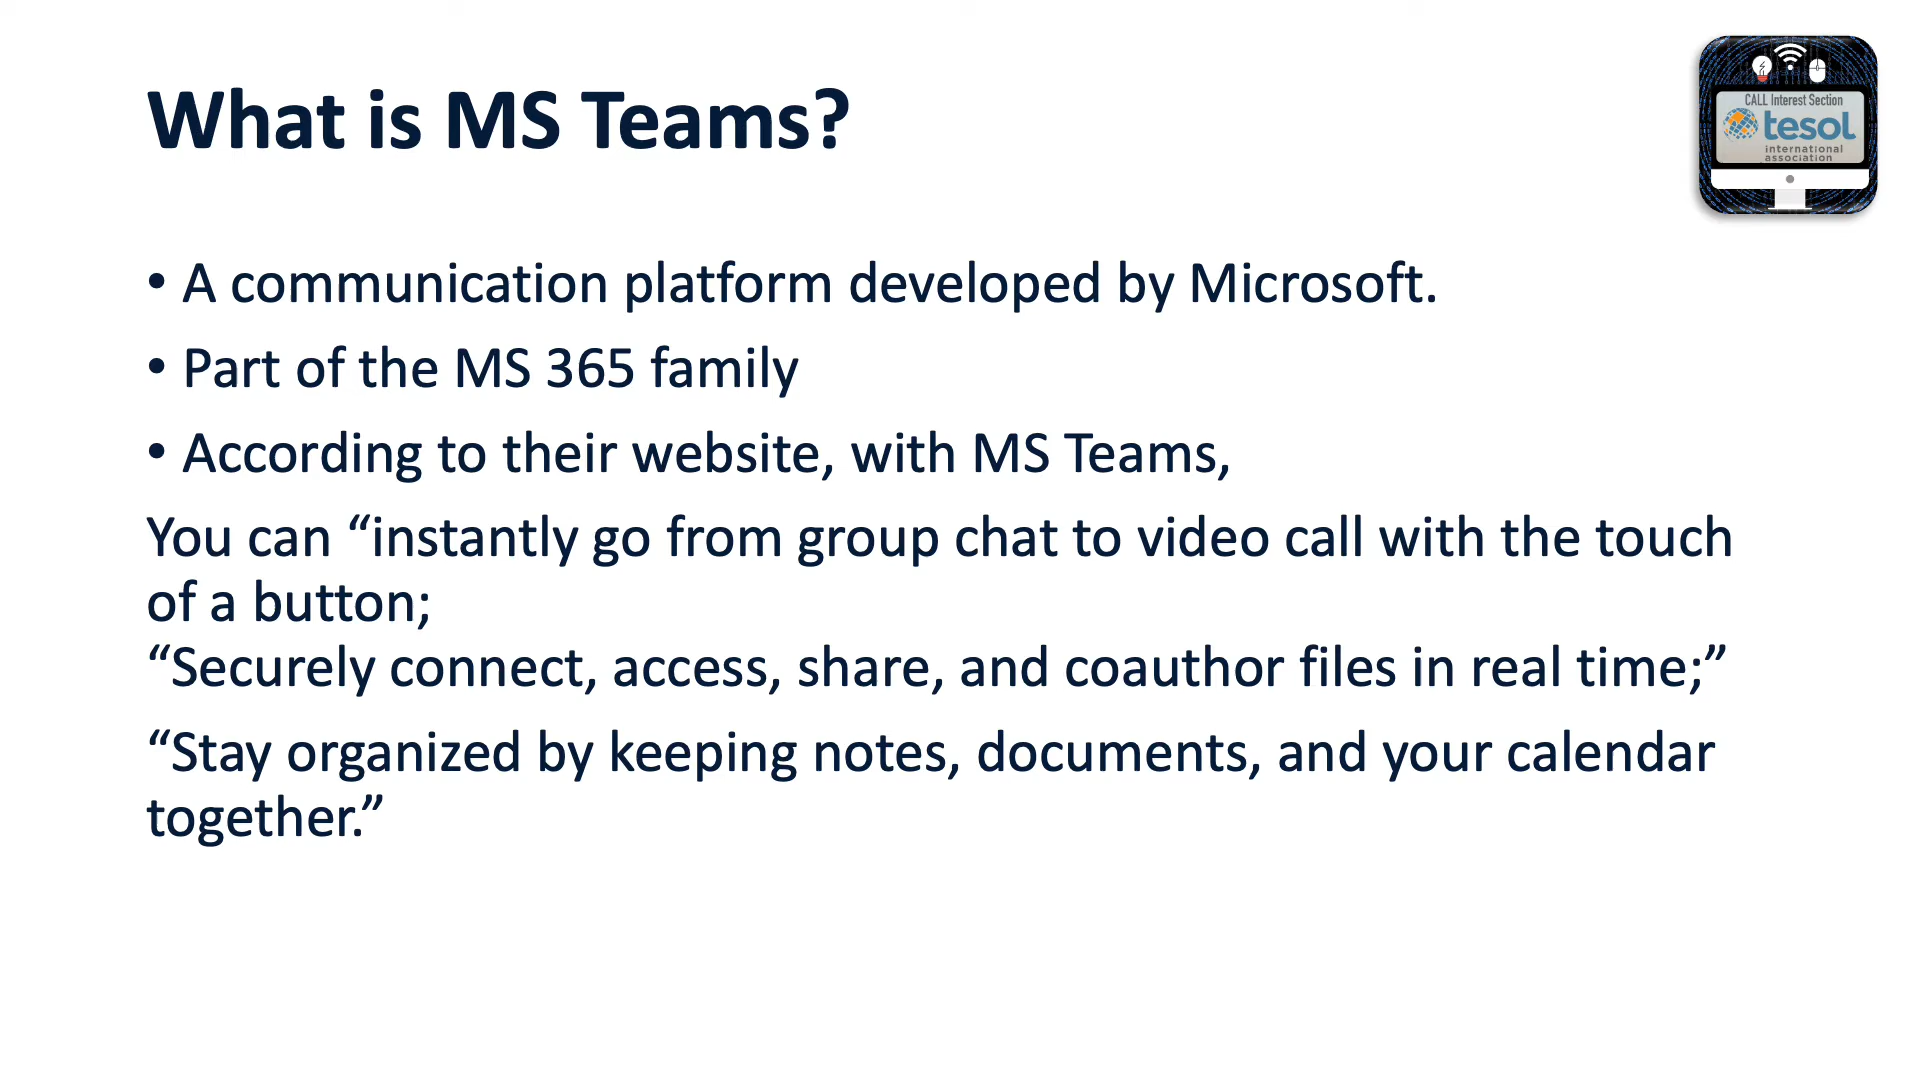 What is MS Teams?
CALL Interest Section
tesol
international
association
• A communication platform developed by Microsoft.
• Part of the MS 365 family
• According to their website, with MS Teams,
You can “instantly go from group chat to video call with the touch
of a button;
“Securely connect, access, share, and coauthor files in real time;”
“Stay organized by keeping notes, documents, and your calendar
together.”